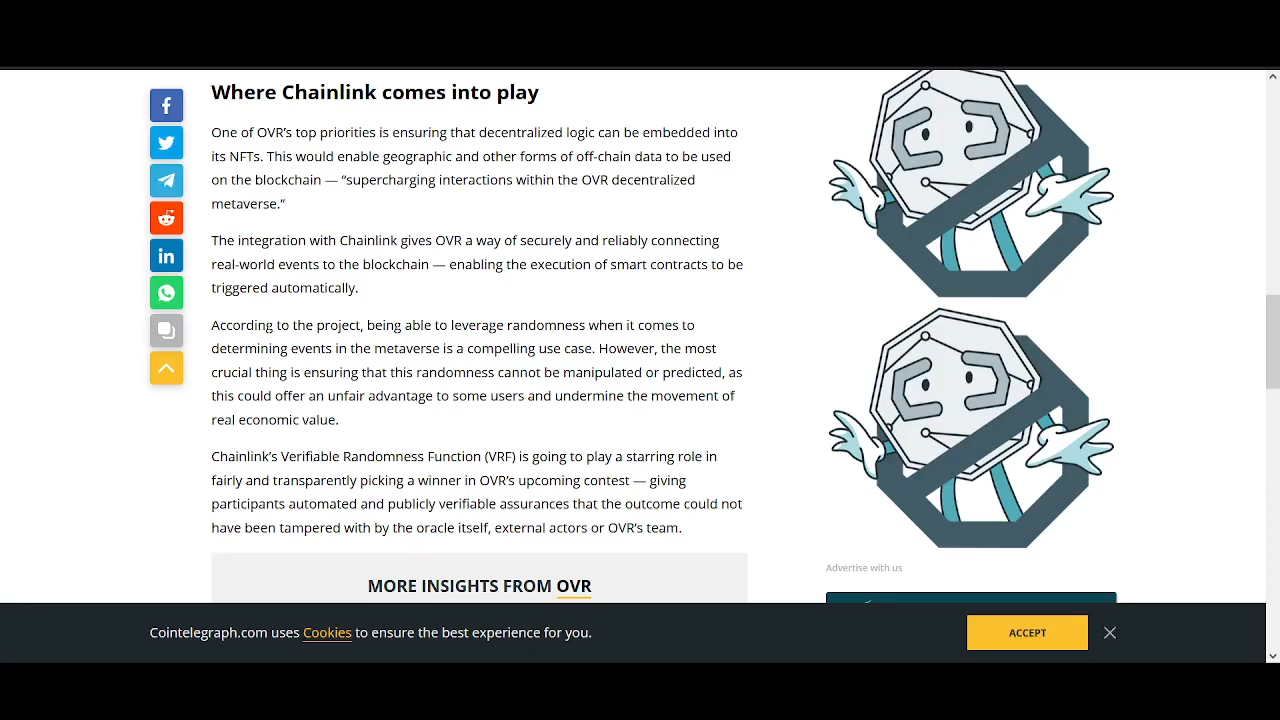 Where Chainlink comes into play
One of OVR’s top priorities is ensuring that decentralized logic can be embedded into
its NFTs. This would enable geographic and other forms of off-chain data to be used
on the blockchain — “supercharging interactions within the OVR decentralized
metaverse.”
The integration with Chainlink gives OVR a way of securely and reliably connecting
real-world events to the blockchain — enabling the execution of smart contracts to be
triggered automatically.
According to the project, being able to leverage randomness when it comes to
determining events in the metaverse is a compelling use case. However, the most
crucial thing is ensuring that this randomness cannot be manipulated or predicted, as
this could offer an unfair advantage to some users and undermine the movement of
real economic value.
Chainlink’s Verifiable Randomness Function (VRF) is going to play a starring role in
fairly and transparently picking a winner in OVR’s upcoming contest — giving
participants automated and publicly verifiable assurances that the outcome could not
have been tampered with by the oracle itself, external actors or OVR’s team.
MORE INSIGHTS FROM OVR
Advertise with us
Cointelegraph.com uses Cookies to ensure the best experience for you.
ACCEPT